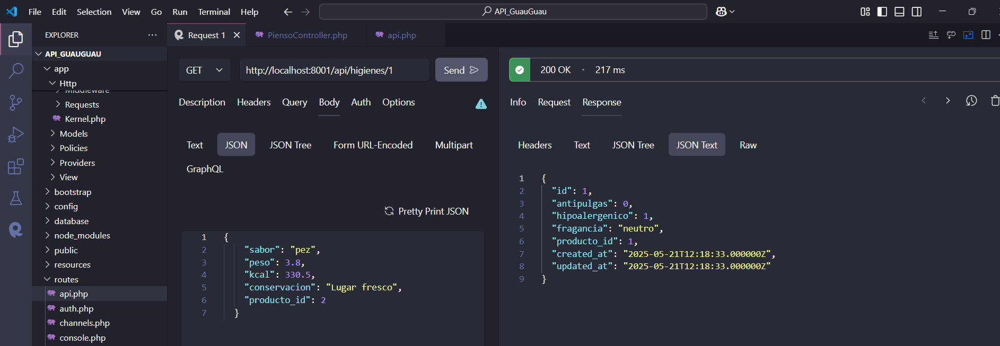 File Edit Selection View Go Run Terminal Help
API_GuauGuau
EXPLORER
API_GUAUGUAU
app
Http
Middleware
Requests
Kernel.php
Models
Policies
Providers
View
bootstrap
config
database
node_modules
public
resources
routes
api.php
auth.php
channels.php
console.php
Request 1
PiensoController.php
api.php
GET
http://localhost:8001/api/higienes/1
Send
Description Headers Query Body Auth Options
Text JSON JSON Tree Form URL-Encoded Multipart
GraphQL
Pretty Print JSON
1 {
2 "sabor": "pez",
3 "peso": 3.8,
4 "kcal": 330.5,
5 "conservacion": "Lugar fresco",
6 "producto_id": 2
7 }
200 OK · 217 ms
Info Request Response
Headers Text JSON Tree JSON Text Raw
1 {
2 "id": 1,
3 "antipulgas": 0,
4 "hipoalergenico": 1,
5 "fragancia": "neutro",
6 "producto_id": 1,
7 "created_at": "2025-05-21T12:18:33.000000Z",
8 "updated_at": "2025-05-21T12:18:33.000000Z"
9 }